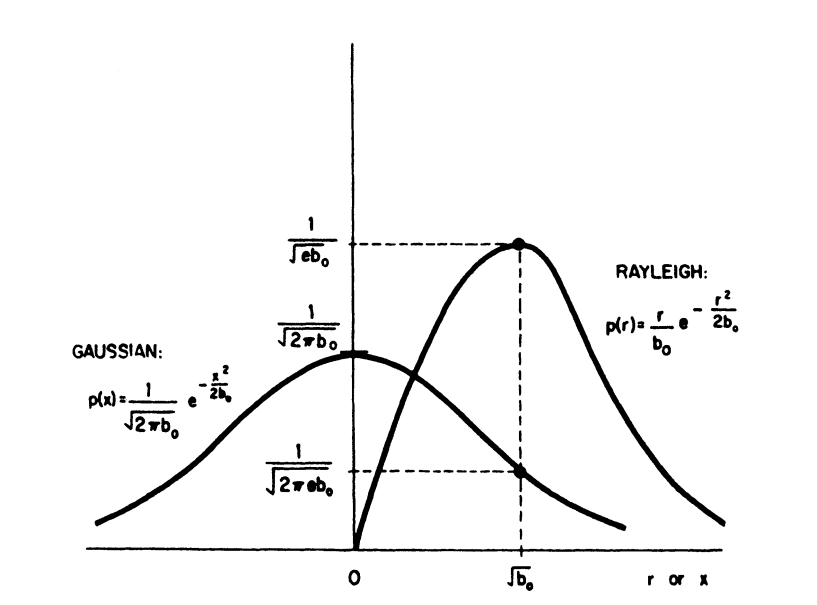 1/√eb₀
RAYLEIGH:
p(r)= r/b₀ e^(- r²/2b₀)
1/√2πb₀
GAUSSIAN:
p(x)= 1/√2πb₀ e^(- x²/2b₀)
1/√2πeb₀
0 √b₀ r or x